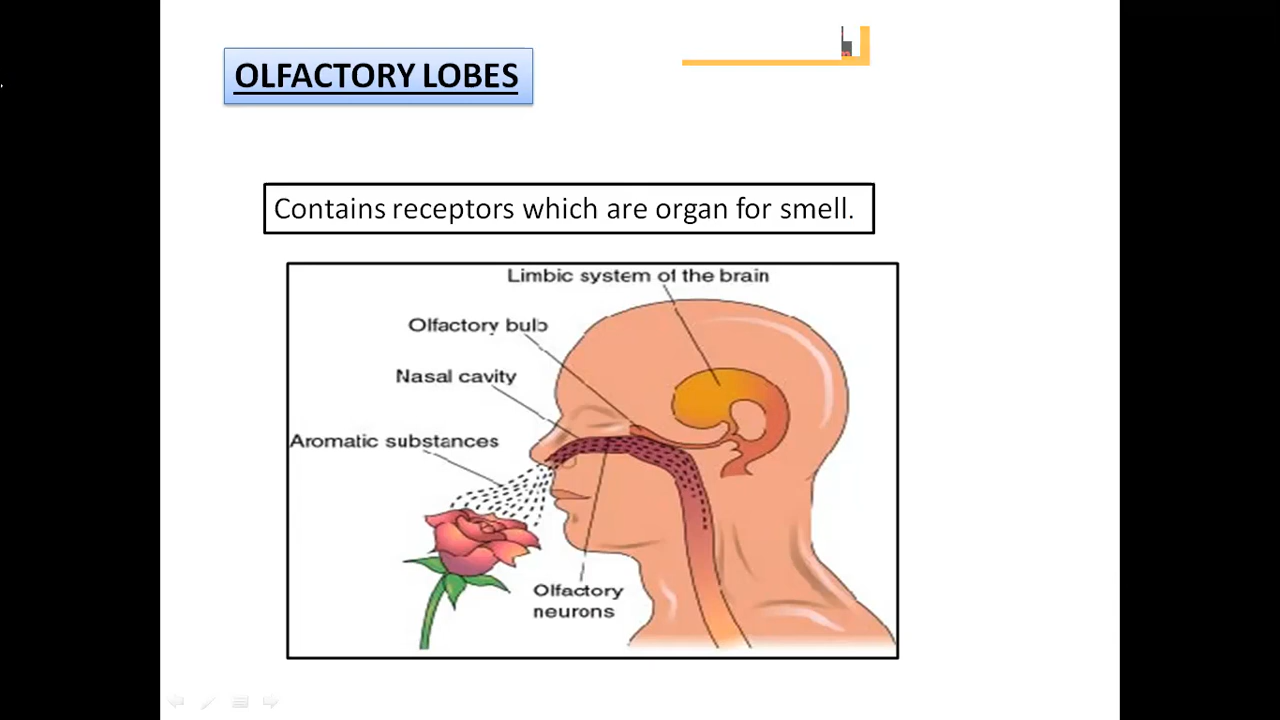 OLFACTORY LOBES
Contains receptors which are organ for smell.
Limbic system of the brain
Olfactory bulb
Nasal cavity
Aromatic substances
Olfactory
neurons